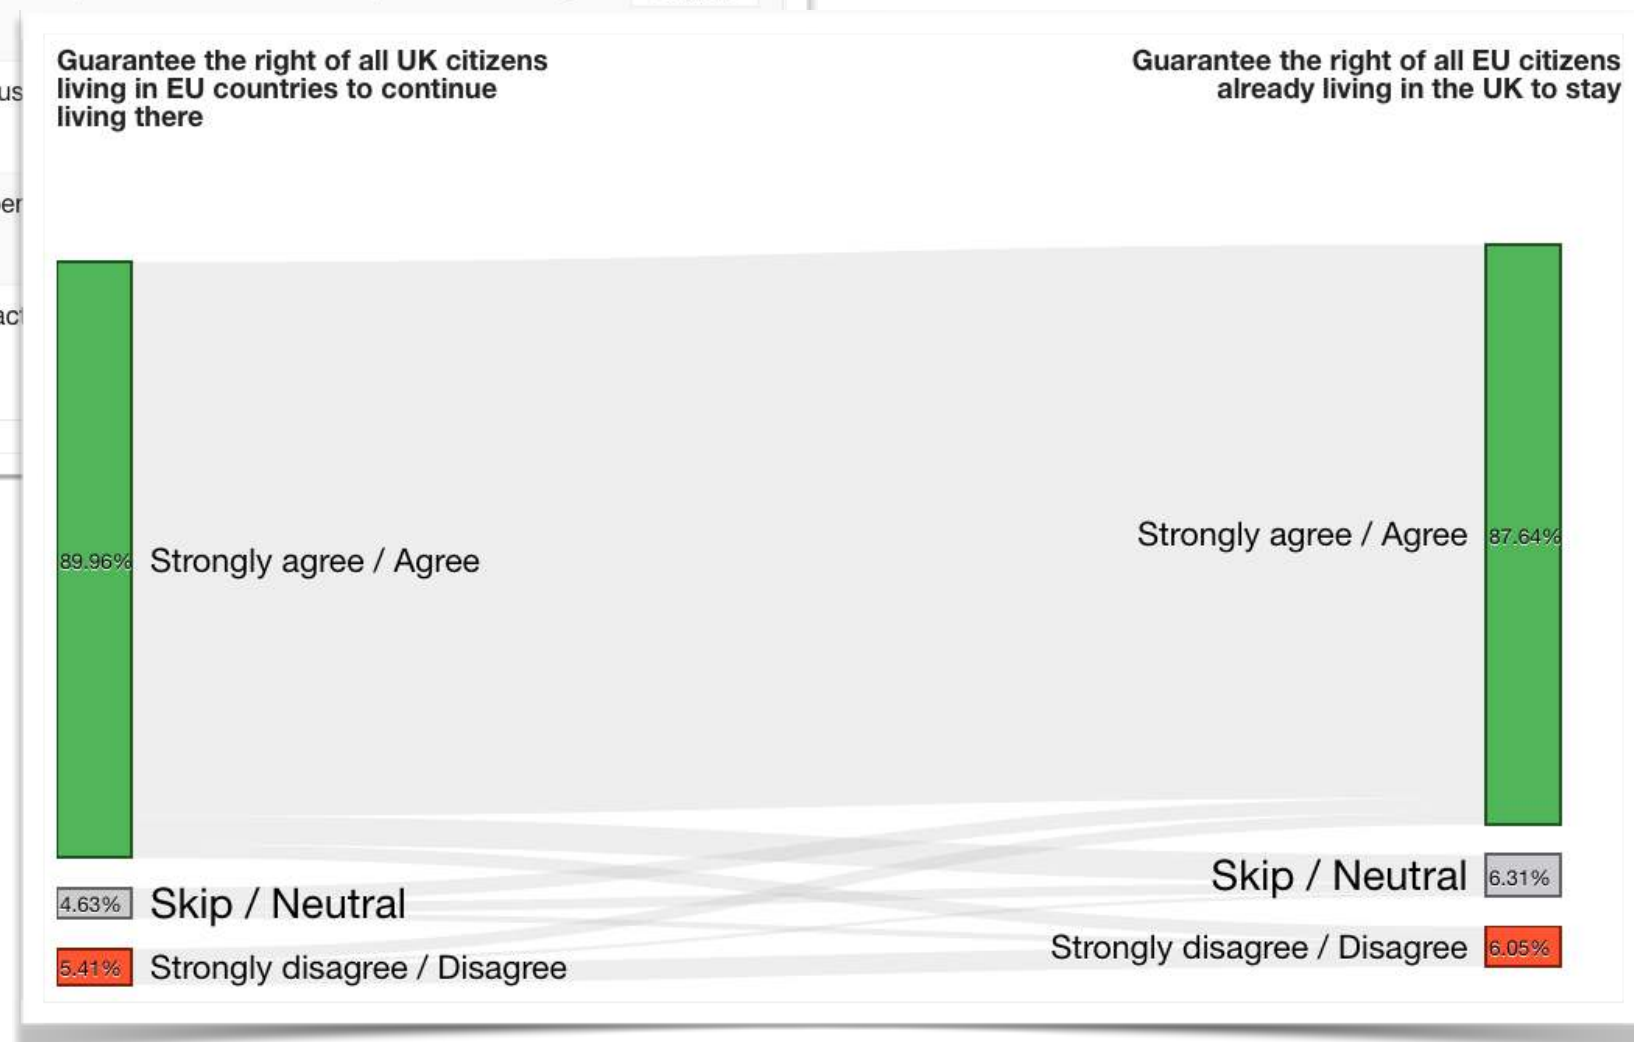 Guarantee the right of all UK citizens
living in EU countries to continue
living there
Guarantee the right of all EU citizens
already living in the UK to stay
us
er
act
89.96% Strongly agree / Agree
Strongly agree / Agree 87.64%
4.63% Skip / Neutral
Skip / Neutral 6.31%
5.41% Strongly disagree / Disagree
Strongly disagree / Disagree 6.05%